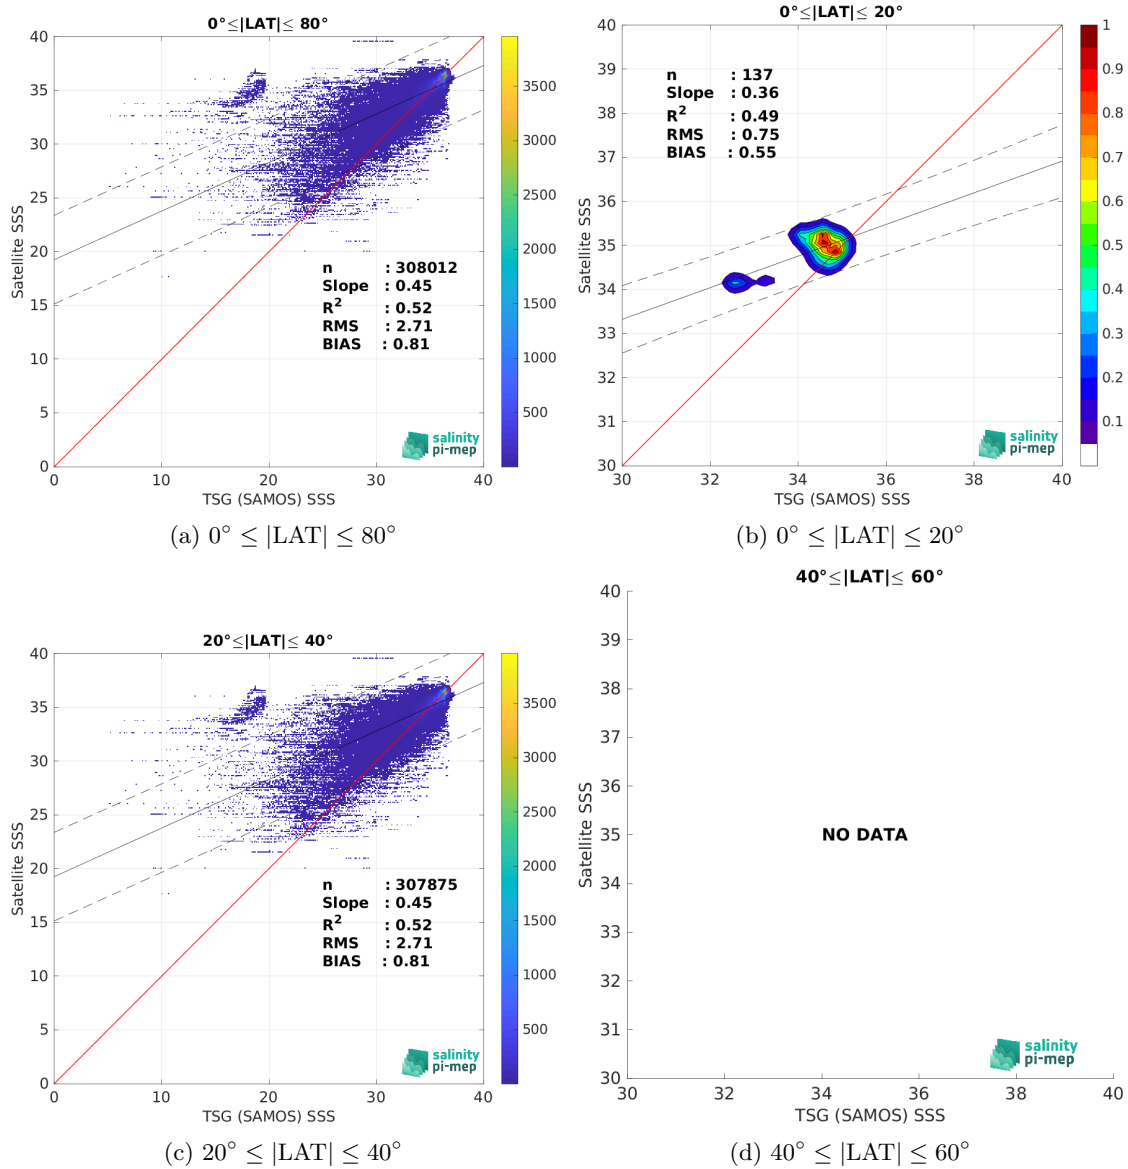 0°≤|LAT|≤ 80°
40
35
30
25
20
15
10
5
0
Satellite SSS
n : 308012
Slope : 0.45
R2 : 0.52
RMS : 2.71
BIAS : 0.81
salinity
pi-mep
0 10 20 30 40
TSG (SAMOS) SSS
3500
3000
2500
2000
1500
1000
500
(a) 0° ≤ |LAT| ≤ 80°
0°≤|LAT|≤ 20°
40
39
38
37
36
35
34
33
32
31
30
Satellite SSS
n : 137
Slope : 0.36
R2 : 0.49
RMS : 0.75
BIAS : 0.55
salinity
pi-mep
30 32 34 36 38 40
TSG (SAMOS) SSS
1
0.9
0.8
0.7
0.6
0.5
0.4
0.3
0.2
0.1
(b) 0° ≤ |LAT| ≤ 20°
20°≤|LAT|≤ 40°
40
35
30
25
20
15
10
5
0
Satellite SSS
n : 307875
Slope : 0.45
R2 : 0.52
RMS : 2.71
BIAS : 0.81
salinity
pi-mep
0 10 20 30 40
TSG (SAMOS) SSS
3500
3000
2500
2000
1500
1000
500
(c) 20° ≤ |LAT| ≤ 40°
40°≤|LAT|≤ 60°
40
39
38
37
36
35
34
33
32
31
30
Satellite SSS
NO DATA
salinity
pi-mep
30 32 34 36 38 40
TSG (SAMOS) SSS
(d) 40° ≤ |LAT| ≤ 60°